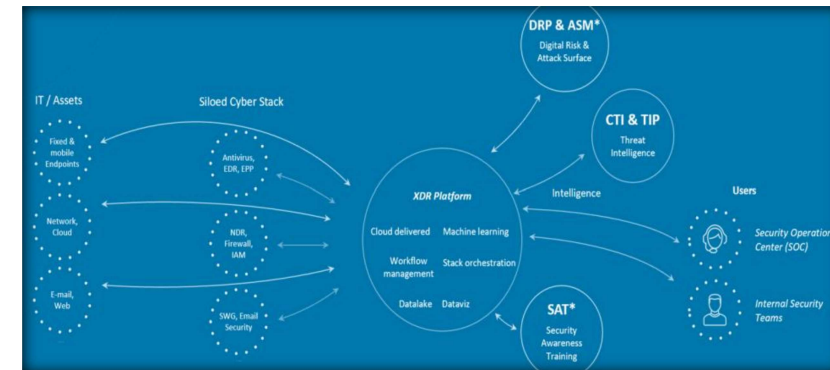 DRP & ASM*
Digital Risk &
Attack Surface
IT / Assets
Siloed Cyber Stack
CTI & TIP
Threat
Intelligence
Fixed &
mobile
Endpoints
Antivirus,
EDR, EPP
XDR Platform
Intelligence
Users
Network,
Cloud
NDR,
Firewall,
IAM
Cloud delivered
Machine learning
Workflow
management
Stack orchestration
Datalake
Dataviz
Security Operation
Center (SOC)
E-mail,
Web
SWG, Email
Security
SAT*
Security
Awareness
Training
Internal Security
Teams